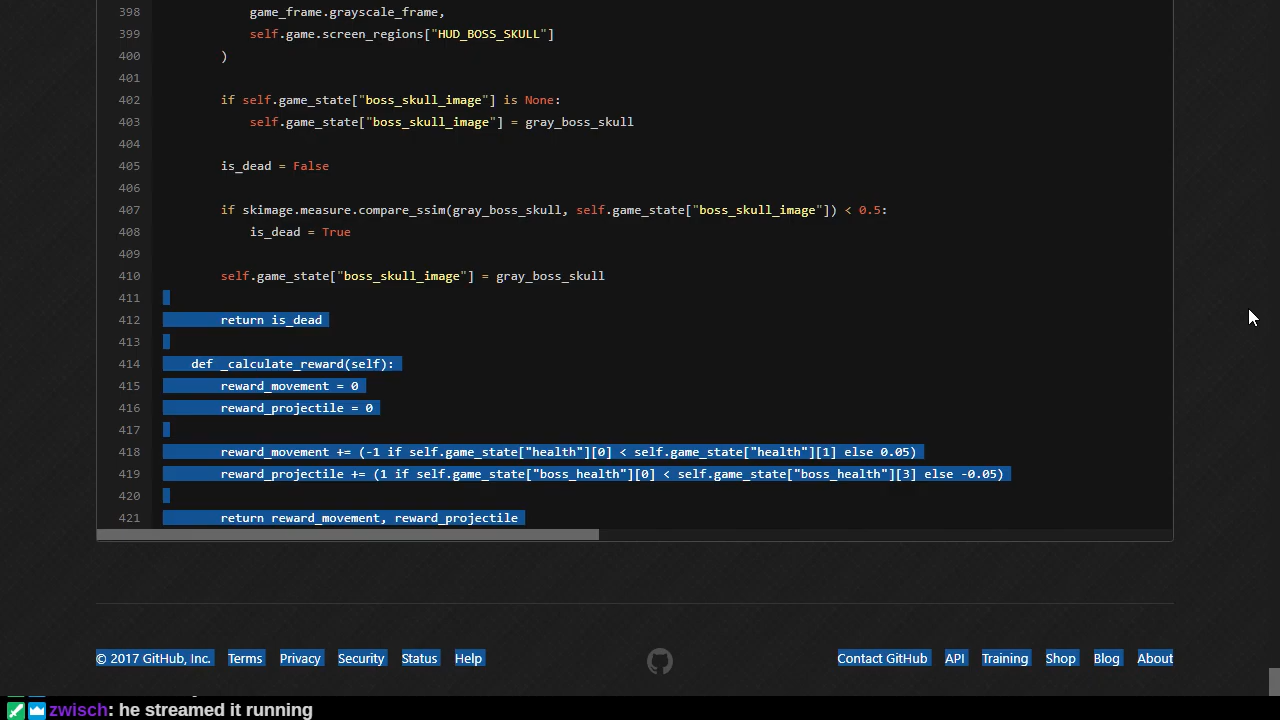 398 game_frame.grayscale_frame,
399 self.game.screen_regions["HUD_BOSS_SKULL"]
400 )
401
402 if self.game_state["boss_skull_image"] is None:
403 self.game_state["boss_skull_image"] = gray_boss_skull
404
405 is_dead = False
406
407 if skimage.measure.compare_ssim(gray_boss_skull, self.game_state["boss_skull_image"]) < 0.5:
408 is_dead = True
409
410 self.game_state["boss_skull_image"] = gray_boss_skull
411
412 return is_dead
413
414 def _calculate_reward(self):
415 reward_movement = 0
416 reward_projectile = 0
417
418 reward_movement += (-1 if self.game_state["health"][0] < self.game_state["health"][1] else 0.05)
419 reward_projectile += (1 if self.game_state["boss_health"][0] < self.game_state["boss_health"][3] else -0.05)
420
421 return reward_movement, reward_projectile
© 2017 GitHub, Inc. Terms Privacy Security Status Help Contact GitHub API Training Shop Blog About
zwisch: he streamed it running